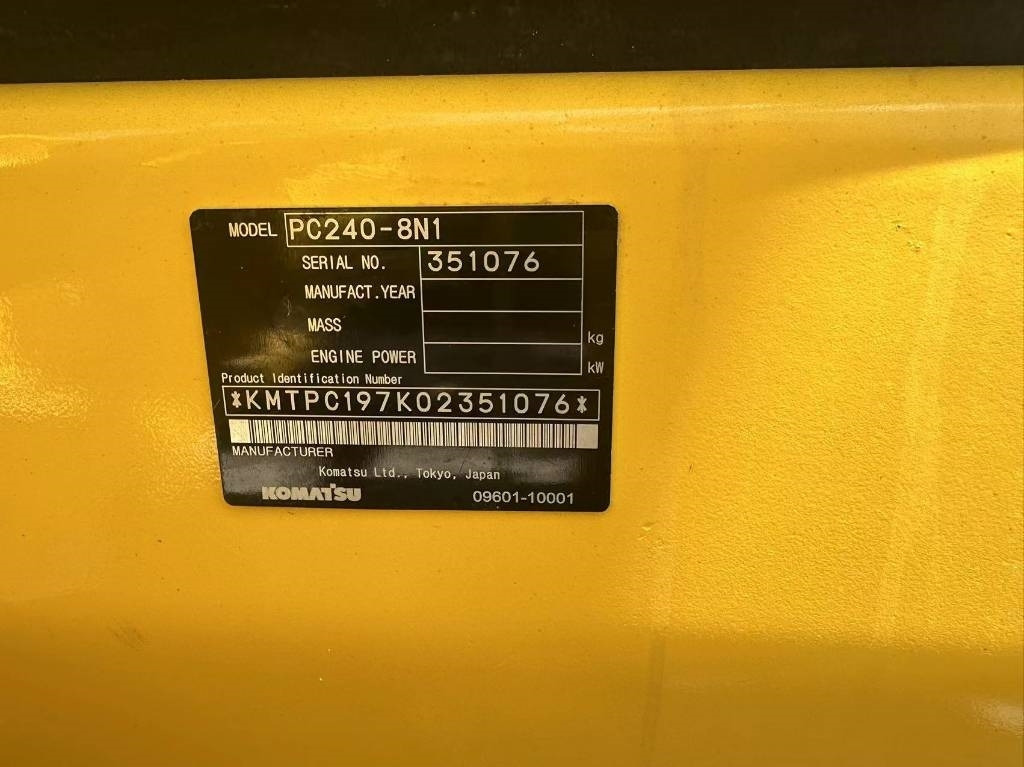 MODEL PC240-8N1
SERIAL NO. 351076
MANUFACT.YEAR
MASS kg
ENGINE POWER kW
Product Identification Number
*KMTPC197K02351076*
MANUFACTURER
Komatsu Ltd., Tokyo, Japan
KOMATSU 09601-10001